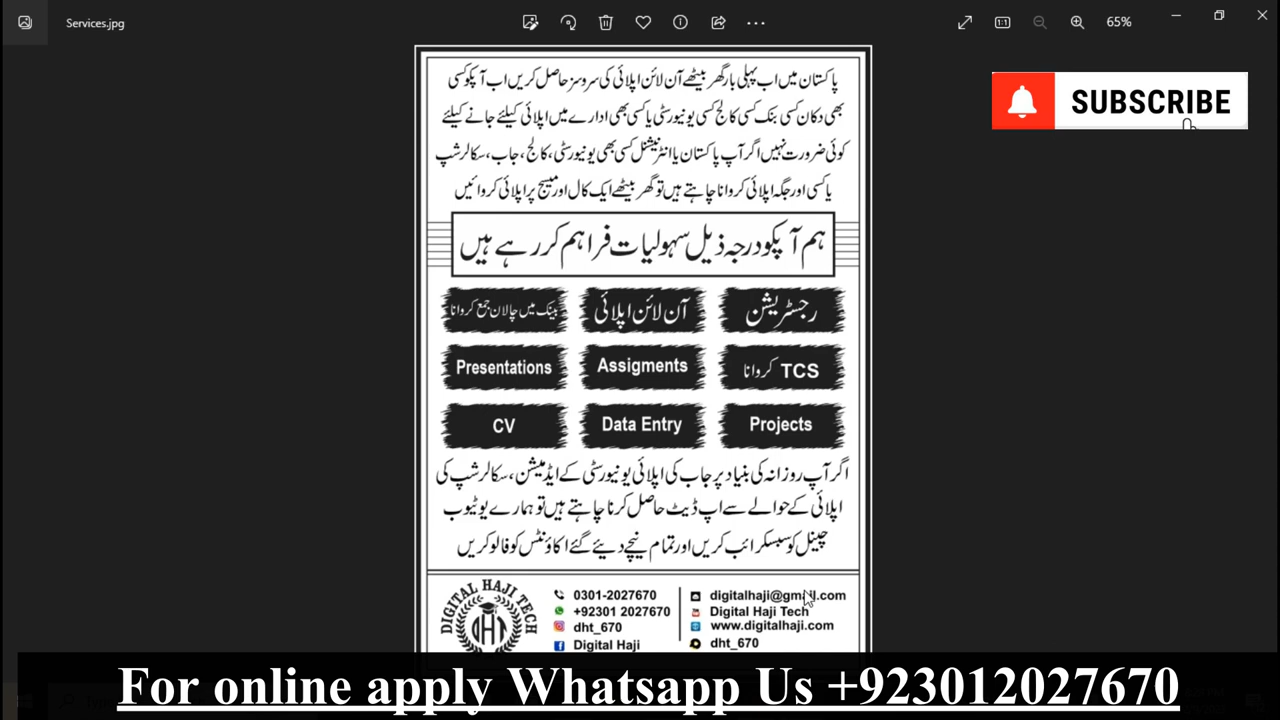 Services.jpg
65%
SUBSCRIBE
پاکستان میں اب پہلی بار گھر بیٹھے آن لائن اپلائی کی سروسز حاصل کریں اب آپکو کسی
بھی دکان کسی بنک کسی کالج کسی یونیورسٹی یا کسی بھی ادارے میں اپلائی کیلئے جانے کیلئے
کوئی ضرورت نہیں اگر آپ پاکستان یا انٹرنیشنل کسی بھی یونیورسٹی، کالج، جاب، سکالرشپ
یا کسی اور جگہ اپلائی کروانا چاہتے ہیں تو گھر بیٹھے ایک کال اور میسج پر اپلائی کروائیں
ہم آپکو درجہ ذیل سہولیات فراہم کر رہے ہیں
رجسٹریشن
آن لائن اپلائی
بینک میں چالان جمع کروانا
TCS کروانا
Assigments
Presentations
Projects
Data Entry
CV
اگر آپ روزانہ کی بنیاد پر جاب کی اپلائی یونیورسٹی کے ایڈمیشن، سکالرشپ کی
اپلائی کے حوالے سے اپ ڈیٹ حاصل کرنا چاہتے ہیں تو ہمارے یوٹیوب
چینل کو سبسکرائب کریں اور تمام نیچے دیئے گئے اکاؤنٹس کو فالو کریں
DIGITAL HAJI TECH
DHT
0301-2027670
+92301 2027670
dht_670
Digital Haji
digitalhaji@gmail.com
Digital Haji Tech
www.digitalhaji.com
dht_670
For online apply Whatsapp Us +923012027670